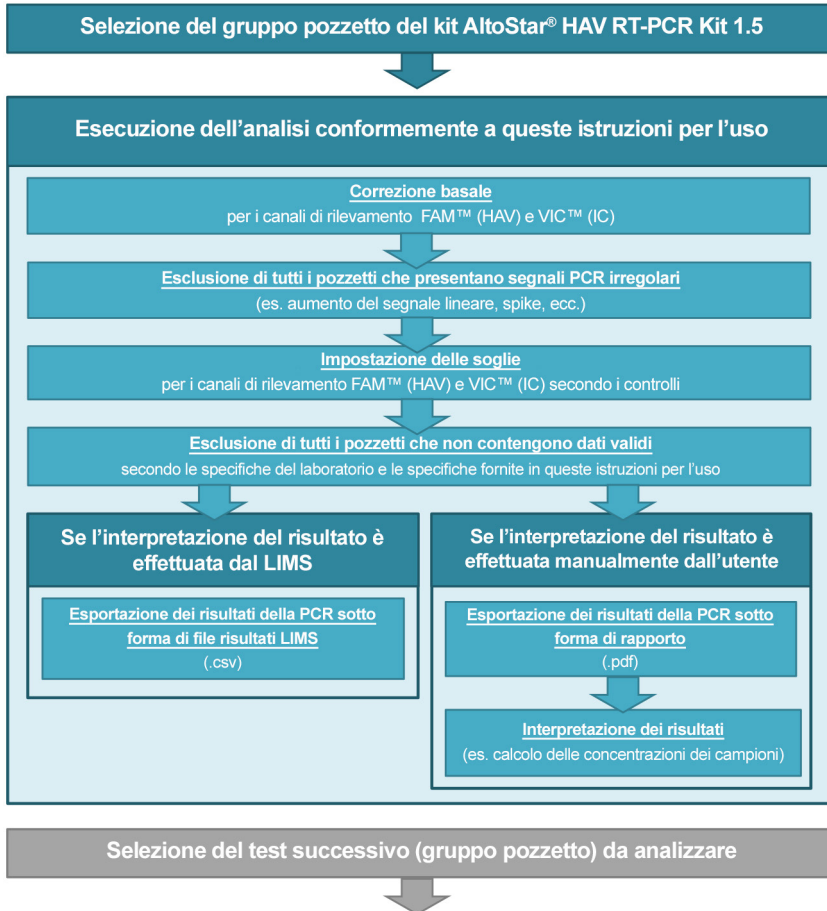 Selezione del gruppo pozzetto del kit AltoStar® HAV RT-PCR Kit 1.5
Esecuzione dell’analisi conformemente a queste istruzioni per l’uso
Correzione basale
per i canali di rilevamento FAM™ (HAV) e VIC™ (IC)
Esclusione di tutti i pozzetti che presentano segnali PCR irregolari
(es. aumento del segnale lineare, spike, ecc.)
Impostazione delle soglie
per i canali di rilevamento FAM™ (HAV) e VIC™ (IC) secondo i controlli
Esclusione di tutti i pozzetti che non contengono dati validi
secondo le specifiche del laboratorio e le specifiche fornite in queste istruzioni per l’uso
Se l’interpretazione del risultato è
effettuata dal LIMS
Esportazione dei risultati della PCR sotto
forma di file risultati LIMS
(.csv)
Se l’interpretazione del risultato è
effettuata manualmente dall’utente
Esportazione dei risultati della PCR sotto
forma di rapporto
(.pdf)
Interpretazione dei risultati
(es. calcolo delle concentrazioni dei campioni)
Selezione del test successivo (gruppo pozzetto) da analizzare